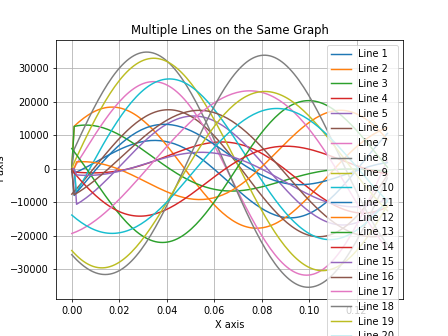 Multiple Lines on the Same Graph
30000
20000
10000
0
−10000
−20000
−30000
0.00
0.02
0.04
0.06
0.08
0.10
X axis
Line 1
Line 2
Line 3
Line 4
Line 5
Line 6
Line 7
Line 8
Line 9
Line 10
Line 11
Line 12
Line 13
Line 14
Line 15
Line 16
Line 17
Line 18
Line 19
Line 20